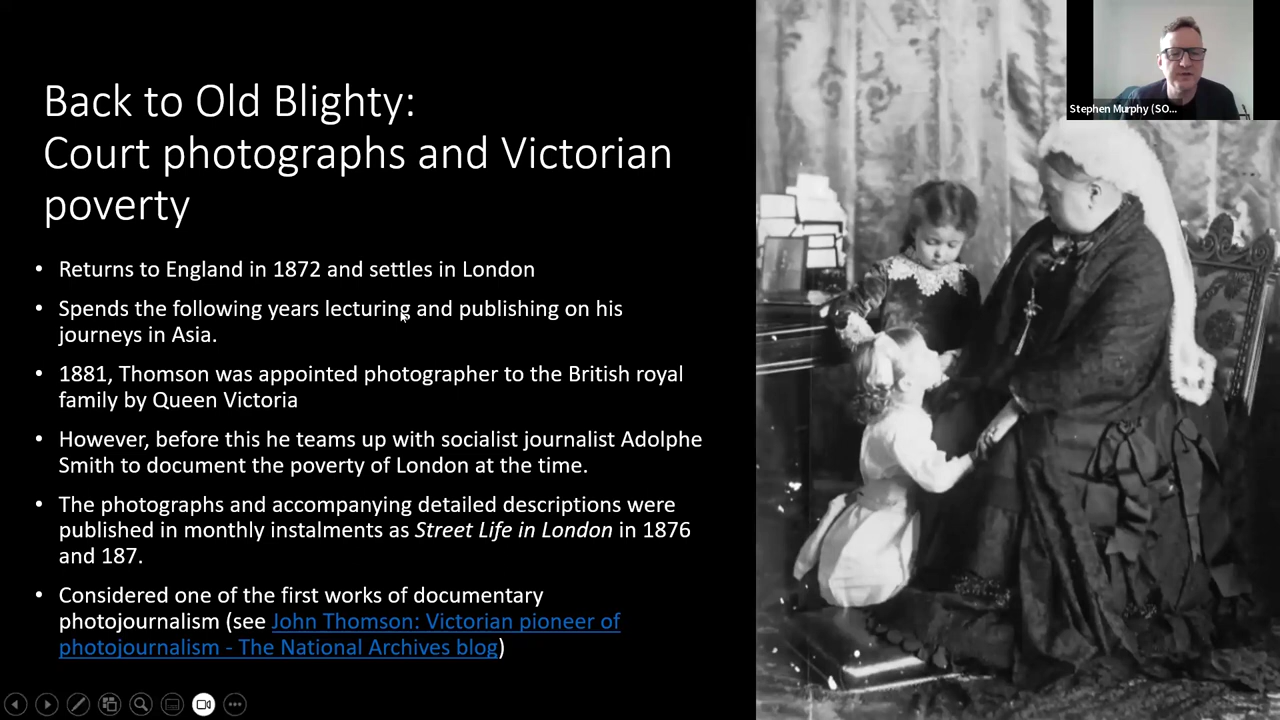 Stephen Murphy (SO...
Back to Old Blighty:
Court photographs and Victorian
poverty
• Returns to England in 1872 and settles in London
• Spends the following years lecturing and publishing on his
journeys in Asia.
• 1881, Thomson was appointed photographer to the British royal
family by Queen Victoria
• However, before this he teams up with socialist journalist Adolphe
Smith to document the poverty of London at the time.
• The photographs and accompanying detailed descriptions were
published in monthly instalments as Street Life in London in 1876
and 187.
• Considered one of the first works of documentary
photojournalism (see John Thomson: Victorian pioneer of
photojournalism - The National Archives blog)